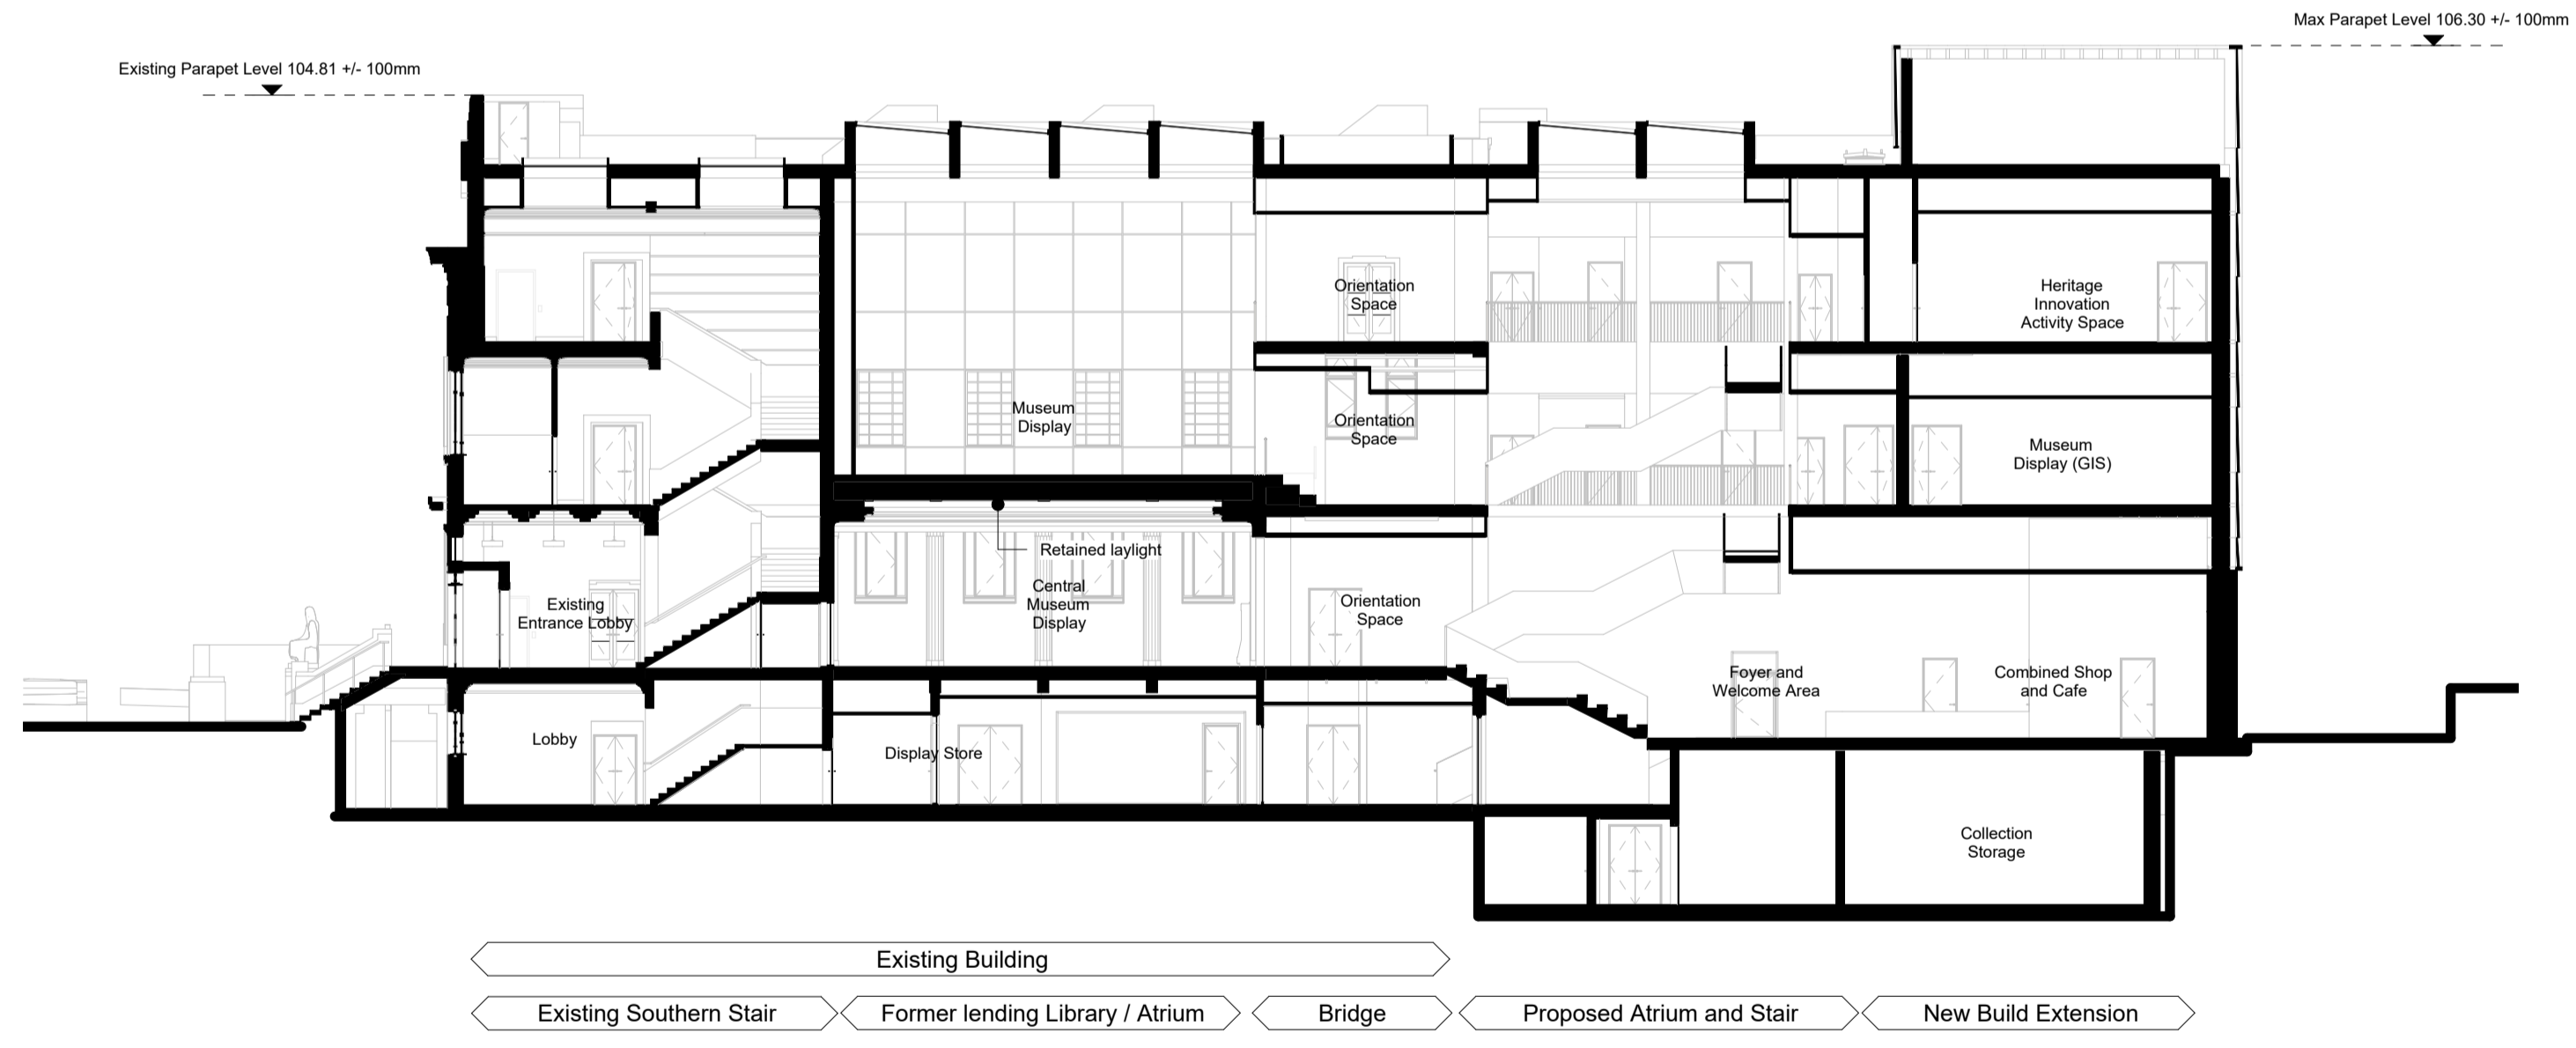 Max Parapet Level 106.30 +/- 100mm
Existing Parapet Level 104.81 +/- 100mm
Orientation
Space
Heritage
Innovation
Activity Space
Museum
Display
Orientation
Space
Museum
Display (GIS)
Retained laylight
Existing
Entrance Lobby
Central
Museum
Display
Orientation
Space
Foyer and
Welcome Area
Combined Shop
and Cafe
Lobby
Display Store
Collection
Storage
Existing Building
Existing Southern Stair
Former lending Library / Atrium
Bridge
Proposed Atrium and Stair
New Build Extension